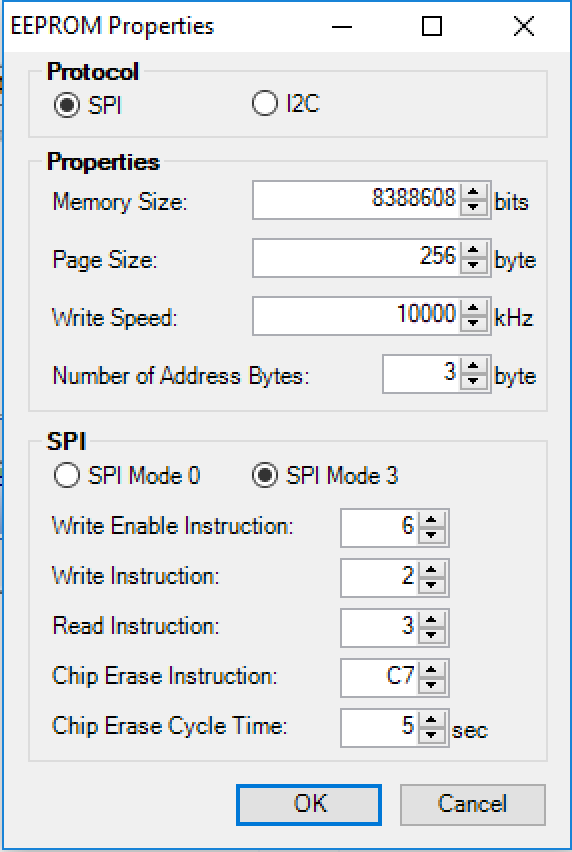 EEPROM Properties
Protocol
SPI I2C
Properties
Memory Size: 8388608 bits
Page Size: 256 byte
Write Speed: 10000 kHz
Number of Address Bytes: 3 byte
SPI
SPI Mode 0 SPI Mode 3
Write Enable Instruction: 6
Write Instruction: 2
Read Instruction: 3
Chip Erase Instruction: C7
Chip Erase Cycle Time: 5 sec
OK Cancel